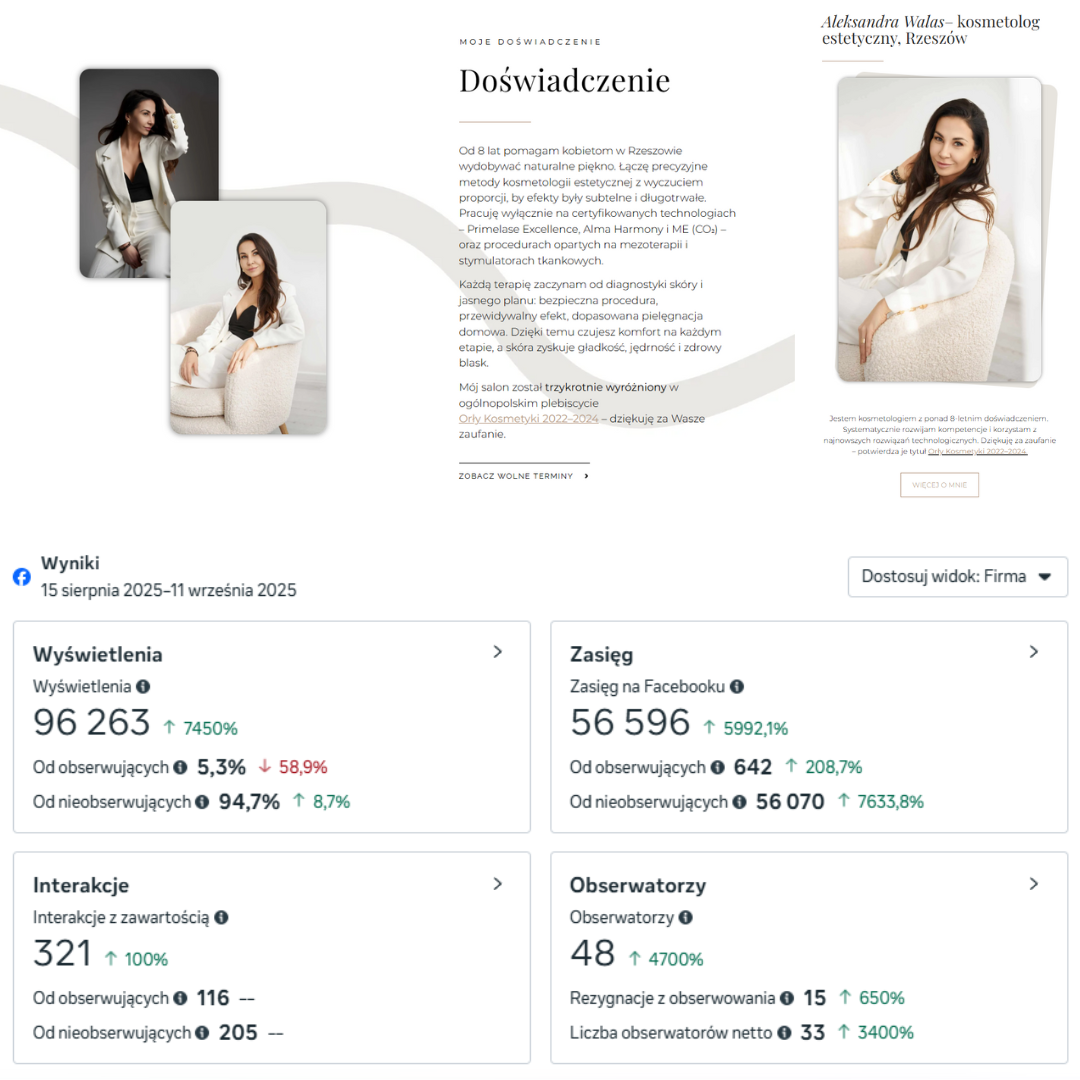 MOJE DOŚWIADCZENIE
Doświadczenie
Od 8 lat pomagam kobietom w Rzeszowie
wydobywać naturalne piękno. Łączę precyzyjne
metody kosmetologii estetycznej z wyczuciem
proporcji, by efekty były subtelne i długotrwałe.
Pracuję wyłącznie na certyfikowanych technologiach
– Primelase Excellence, Alma Harmony i ME (CO₂) –
oraz procedurach opartych na mezoterapii i
stymulatorach tkankowych.
Każdą terapię zaczynam od diagnostyki skóry i
jasnego planu: bezpieczna procedura,
przewidywalny efekt, dopasowana pielęgnacja
domowa. Dzięki temu czujesz komfort na każdym
etapie, a skóra zyskuje gładkość, jędrność i zdrowy
blask.
Mój salon został trzykrotnie wyróżniony w
ogólnopolskim plebiscycie
Orły Kosmetyki 2022–2024 – dziękuję za Wasze
zaufanie.
ZOBACZ WOLNE TERMINY ›
Aleksandra Walas– kosmetolog
estetyczny, Rzeszów
Jestem kosmetologiem z ponad 8-letnim doświadczeniem.
Systematycznie rozwijam kompetencje i korzystam z
najnowszych rozwiązań technologicznych. Dziękuję za zaufanie
– potwierdza je tytuł Orły Kosmetyki 2022–2024.
WIĘCEJ O MNIE
Wyniki
15 sierpnia 2025–11 września 2025
Dostosuj widok: Firma
Wyświetlenia
Wyświetlenia
96 263 ↑ 7450%
Od obserwujących 5,3% ↓ 58,9%
Od nieobserwujących 94,7% ↑ 8,7%
Zasięg
Zasięg na Facebooku
56 596 ↑ 5992,1%
Od obserwujących 642 ↑ 208,7%
Od nieobserwujących 56 070 ↑ 7633,8%
Interakcje
Interakcje z zawartością
321 ↑ 100%
Od obserwujących 116 --
Od nieobserwujących 205 --
Obserwatorzy
Obserwatorzy
48 ↑ 4700%
Rezygnacje z obserwowania 15 ↑ 650%
Liczba obserwatorów netto 33 ↑ 3400%